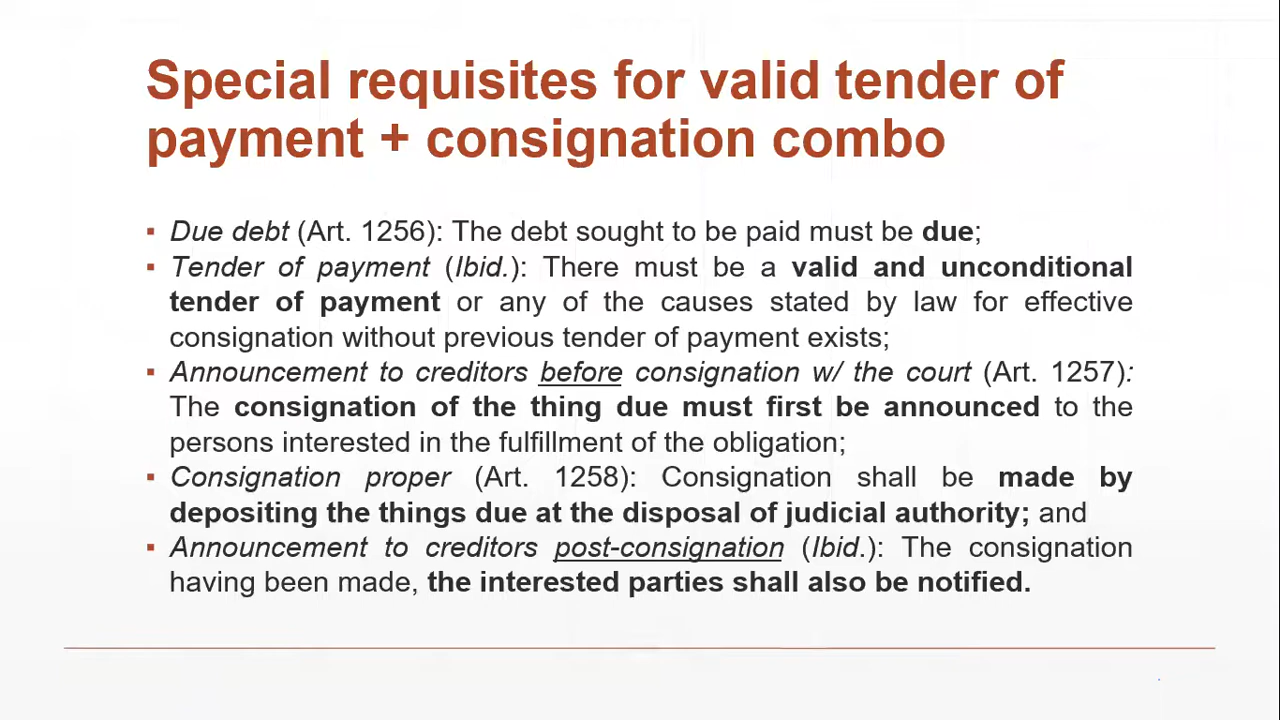 Special requisites for valid tender of
payment + consignation combo
▪ Due debt (Art. 1256): The debt sought to be paid must be due;
▪ Tender of payment (Ibid.): There must be a valid and unconditional
tender of payment or any of the causes stated by law for effective
consignation without previous tender of payment exists;
▪ Announcement to creditors before consignation w/ the court (Art. 1257):
The consignation of the thing due must first be announced to the
persons interested in the fulfillment of the obligation;
▪ Consignation proper (Art. 1258): Consignation shall be made by
depositing the things due at the disposal of judicial authority; and
▪ Announcement to creditors post-consignation (Ibid.): The consignation
having been made, the interested parties shall also be notified.